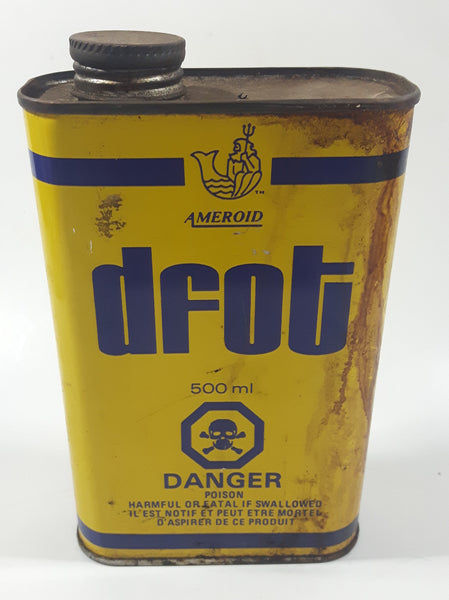 TM
AMEROID
dfot
500 ml
DANGER
POISON
HARMFUL OR FATAL IF SWALLOWED
IL EST NOTIF ET PEUT ETRE MORTEL
D'ASPIRER DE CE PRODUIT